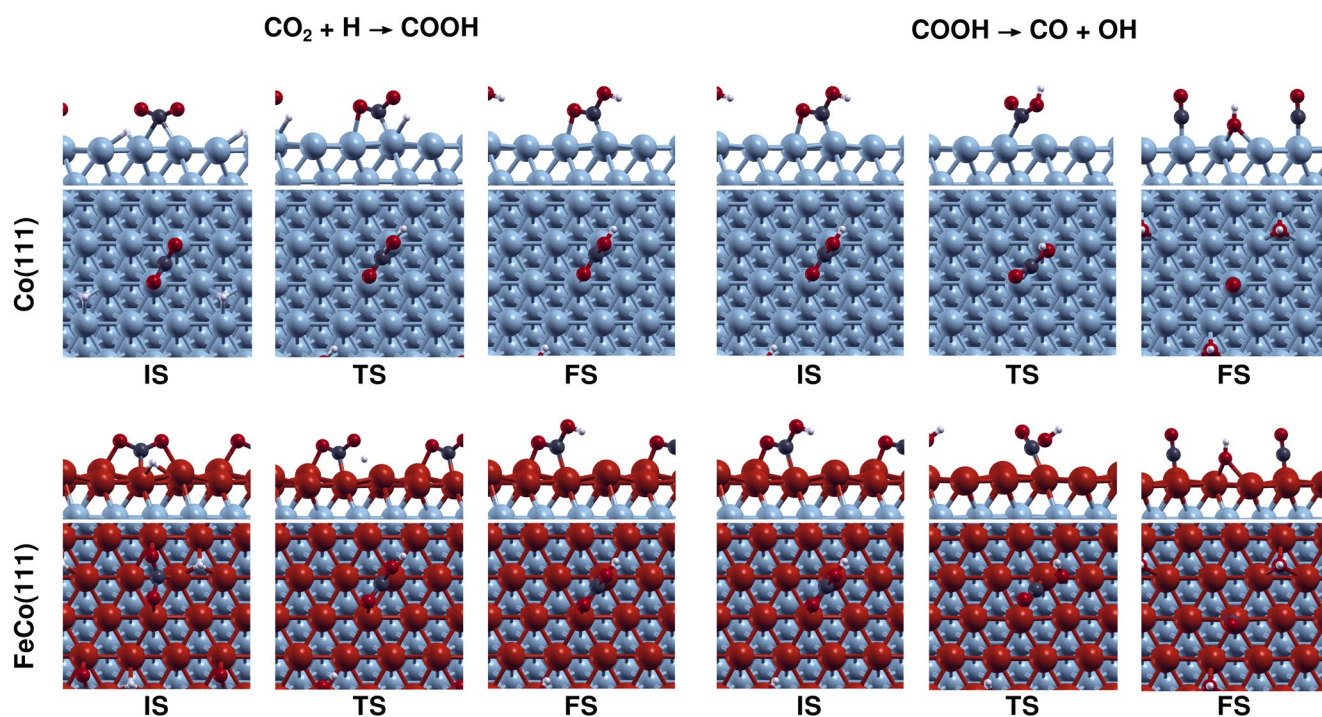 CO₂ + H → COOH
COOH → CO + OH
Co(111)
IS
TS
FS
IS
TS
FS
FeCo(111)
IS
TS
FS
IS
TS
FS